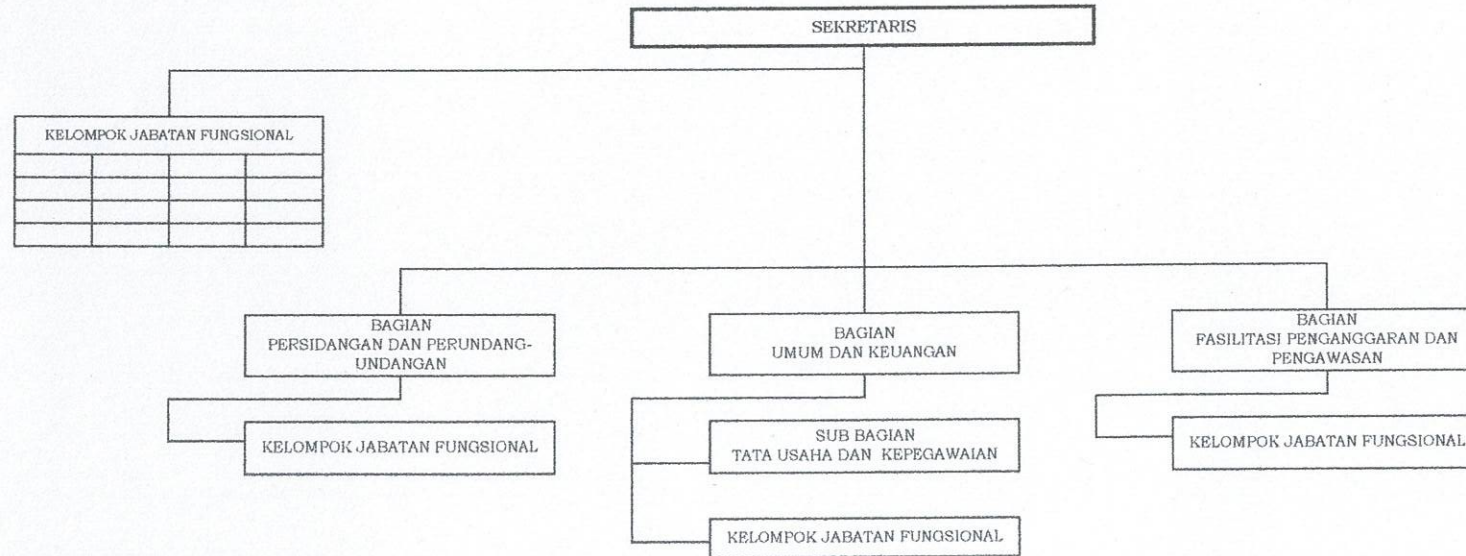 SEKRETARIS
KELOMPOK JABATAN FUNGSIONAL
BAGIAN
PERSIDANGAN DAN PERUNDANG-
UNDANGAN
BAGIAN
UMUM DAN KEUANGAN
BAGIAN
FASILITASI PENGANGGARAN DAN
PENGAWASAN
KELOMPOK JABATAN FUNGSIONAL
SUB BAGIAN
TATA USAHA DAN KEPEGAWAIAN
KELOMPOK JABATAN FUNGSIONAL
KELOMPOK JABATAN FUNGSIONAL